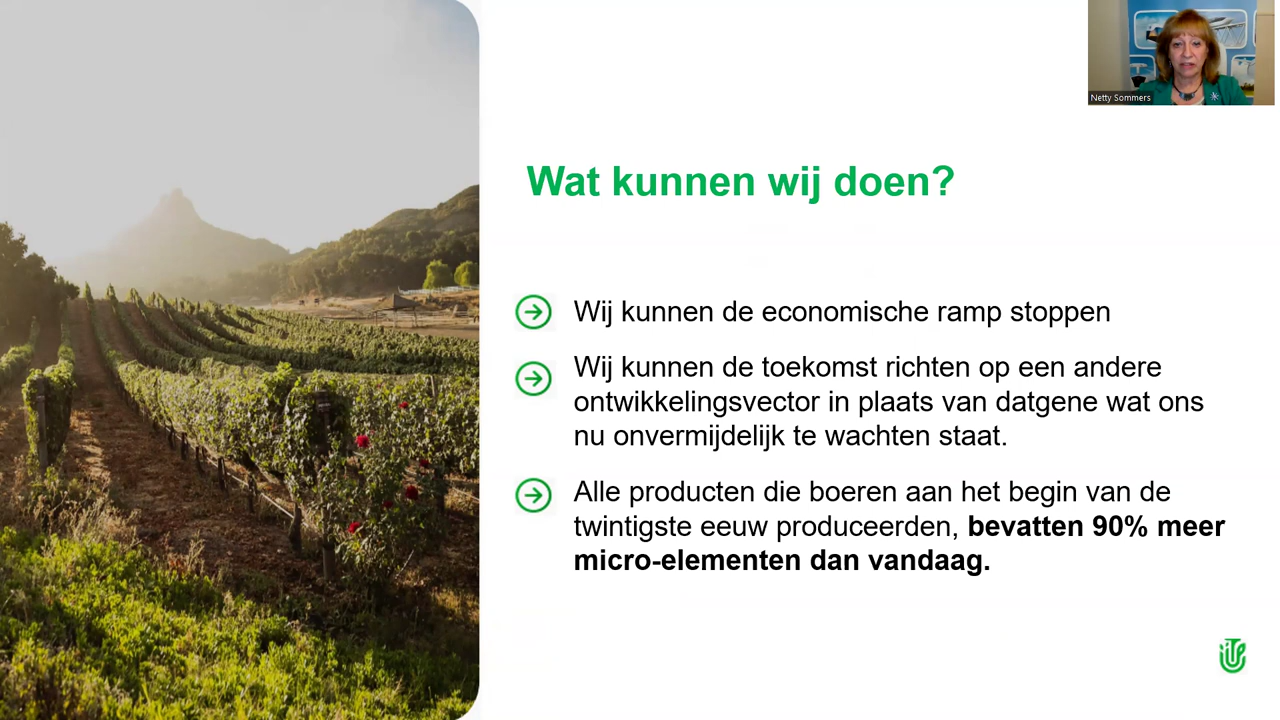 Netty Sommers
Wat kunnen wij doen?
Wij kunnen de economische ramp stoppen
Wij kunnen de toekomst richten op een andere
ontwikkelingsvector in plaats van datgene wat ons
nu onvermijdelijk te wachten staat.
Alle producten die boeren aan het begin van de
twintigste eeuw produceerden, bevatten 90% meer
micro-elementen dan vandaag.